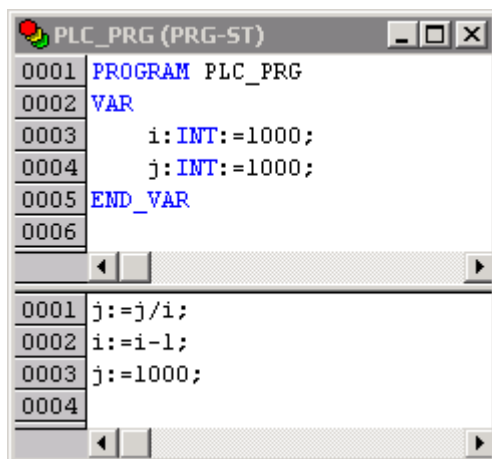 PLC_PRG (PRG-ST)
0001 PROGRAM PLC_PRG
0002 VAR
0003 i:INT:=1000;
0004 j:INT:=1000;
0005 END_VAR
0006
0001 j:=j/i;
0002 i:=i-1;
0003 j:=1000;
0004